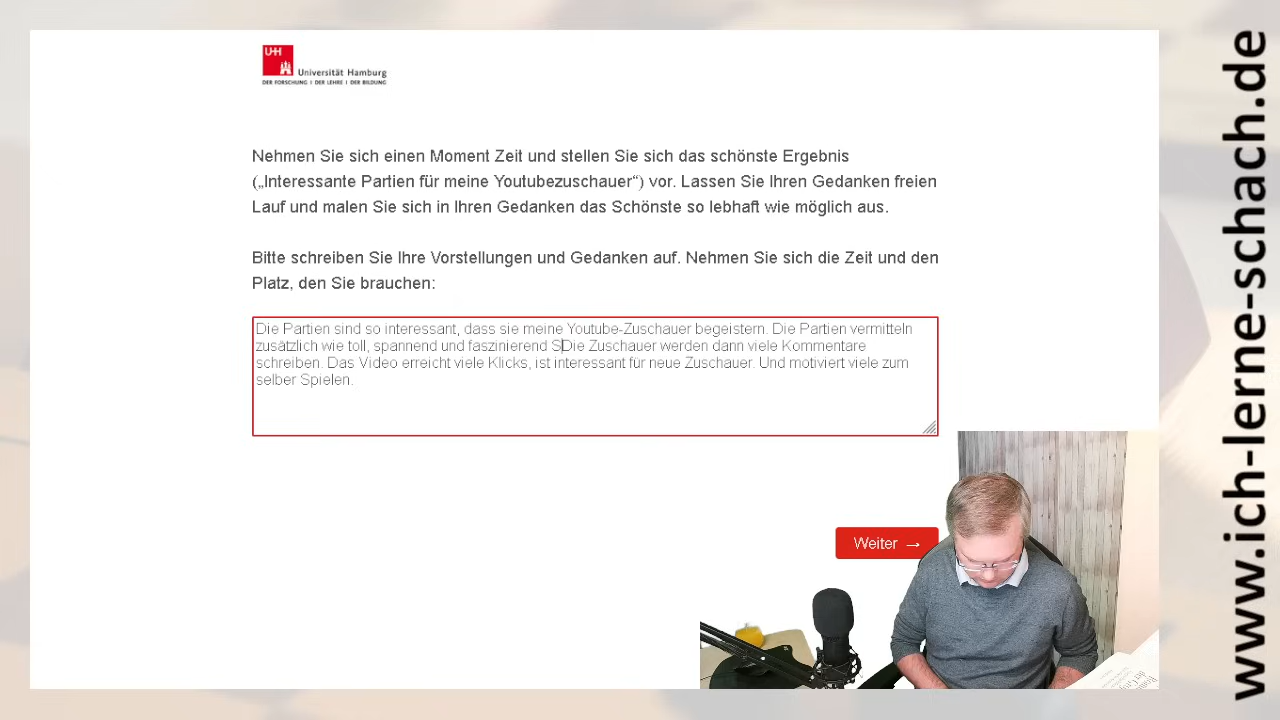 UH
Universität Hamburg
DER FORSCHUNG | DER LEHRE | DER BILDUNG
Nehmen Sie sich einen Moment Zeit und stellen Sie sich das schönste Ergebnis
(„Interessante Partien für meine Youtubezuschauer“) vor. Lassen Sie Ihren Gedanken freien
Lauf und malen Sie sich in Ihren Gedanken das Schönste so lebhaft wie möglich aus.
Bitte schreiben Sie Ihre Vorstellungen und Gedanken auf. Nehmen Sie sich die Zeit und den
Platz, den Sie brauchen:
Die Partien sind so interessant, dass sie meine Youtube-Zuschauer begeistern. Die Partien vermitteln
zusätzlich wie toll, spannend und faszinierend SDie Zuschauer werden dann viele Kommentare
schreiben. Das Video erreicht viele Klicks, ist interessant für neue Zuschauer. Und motiviert viele zum
selber Spielen.
Weiter →
www.ich-lerne-schach.de